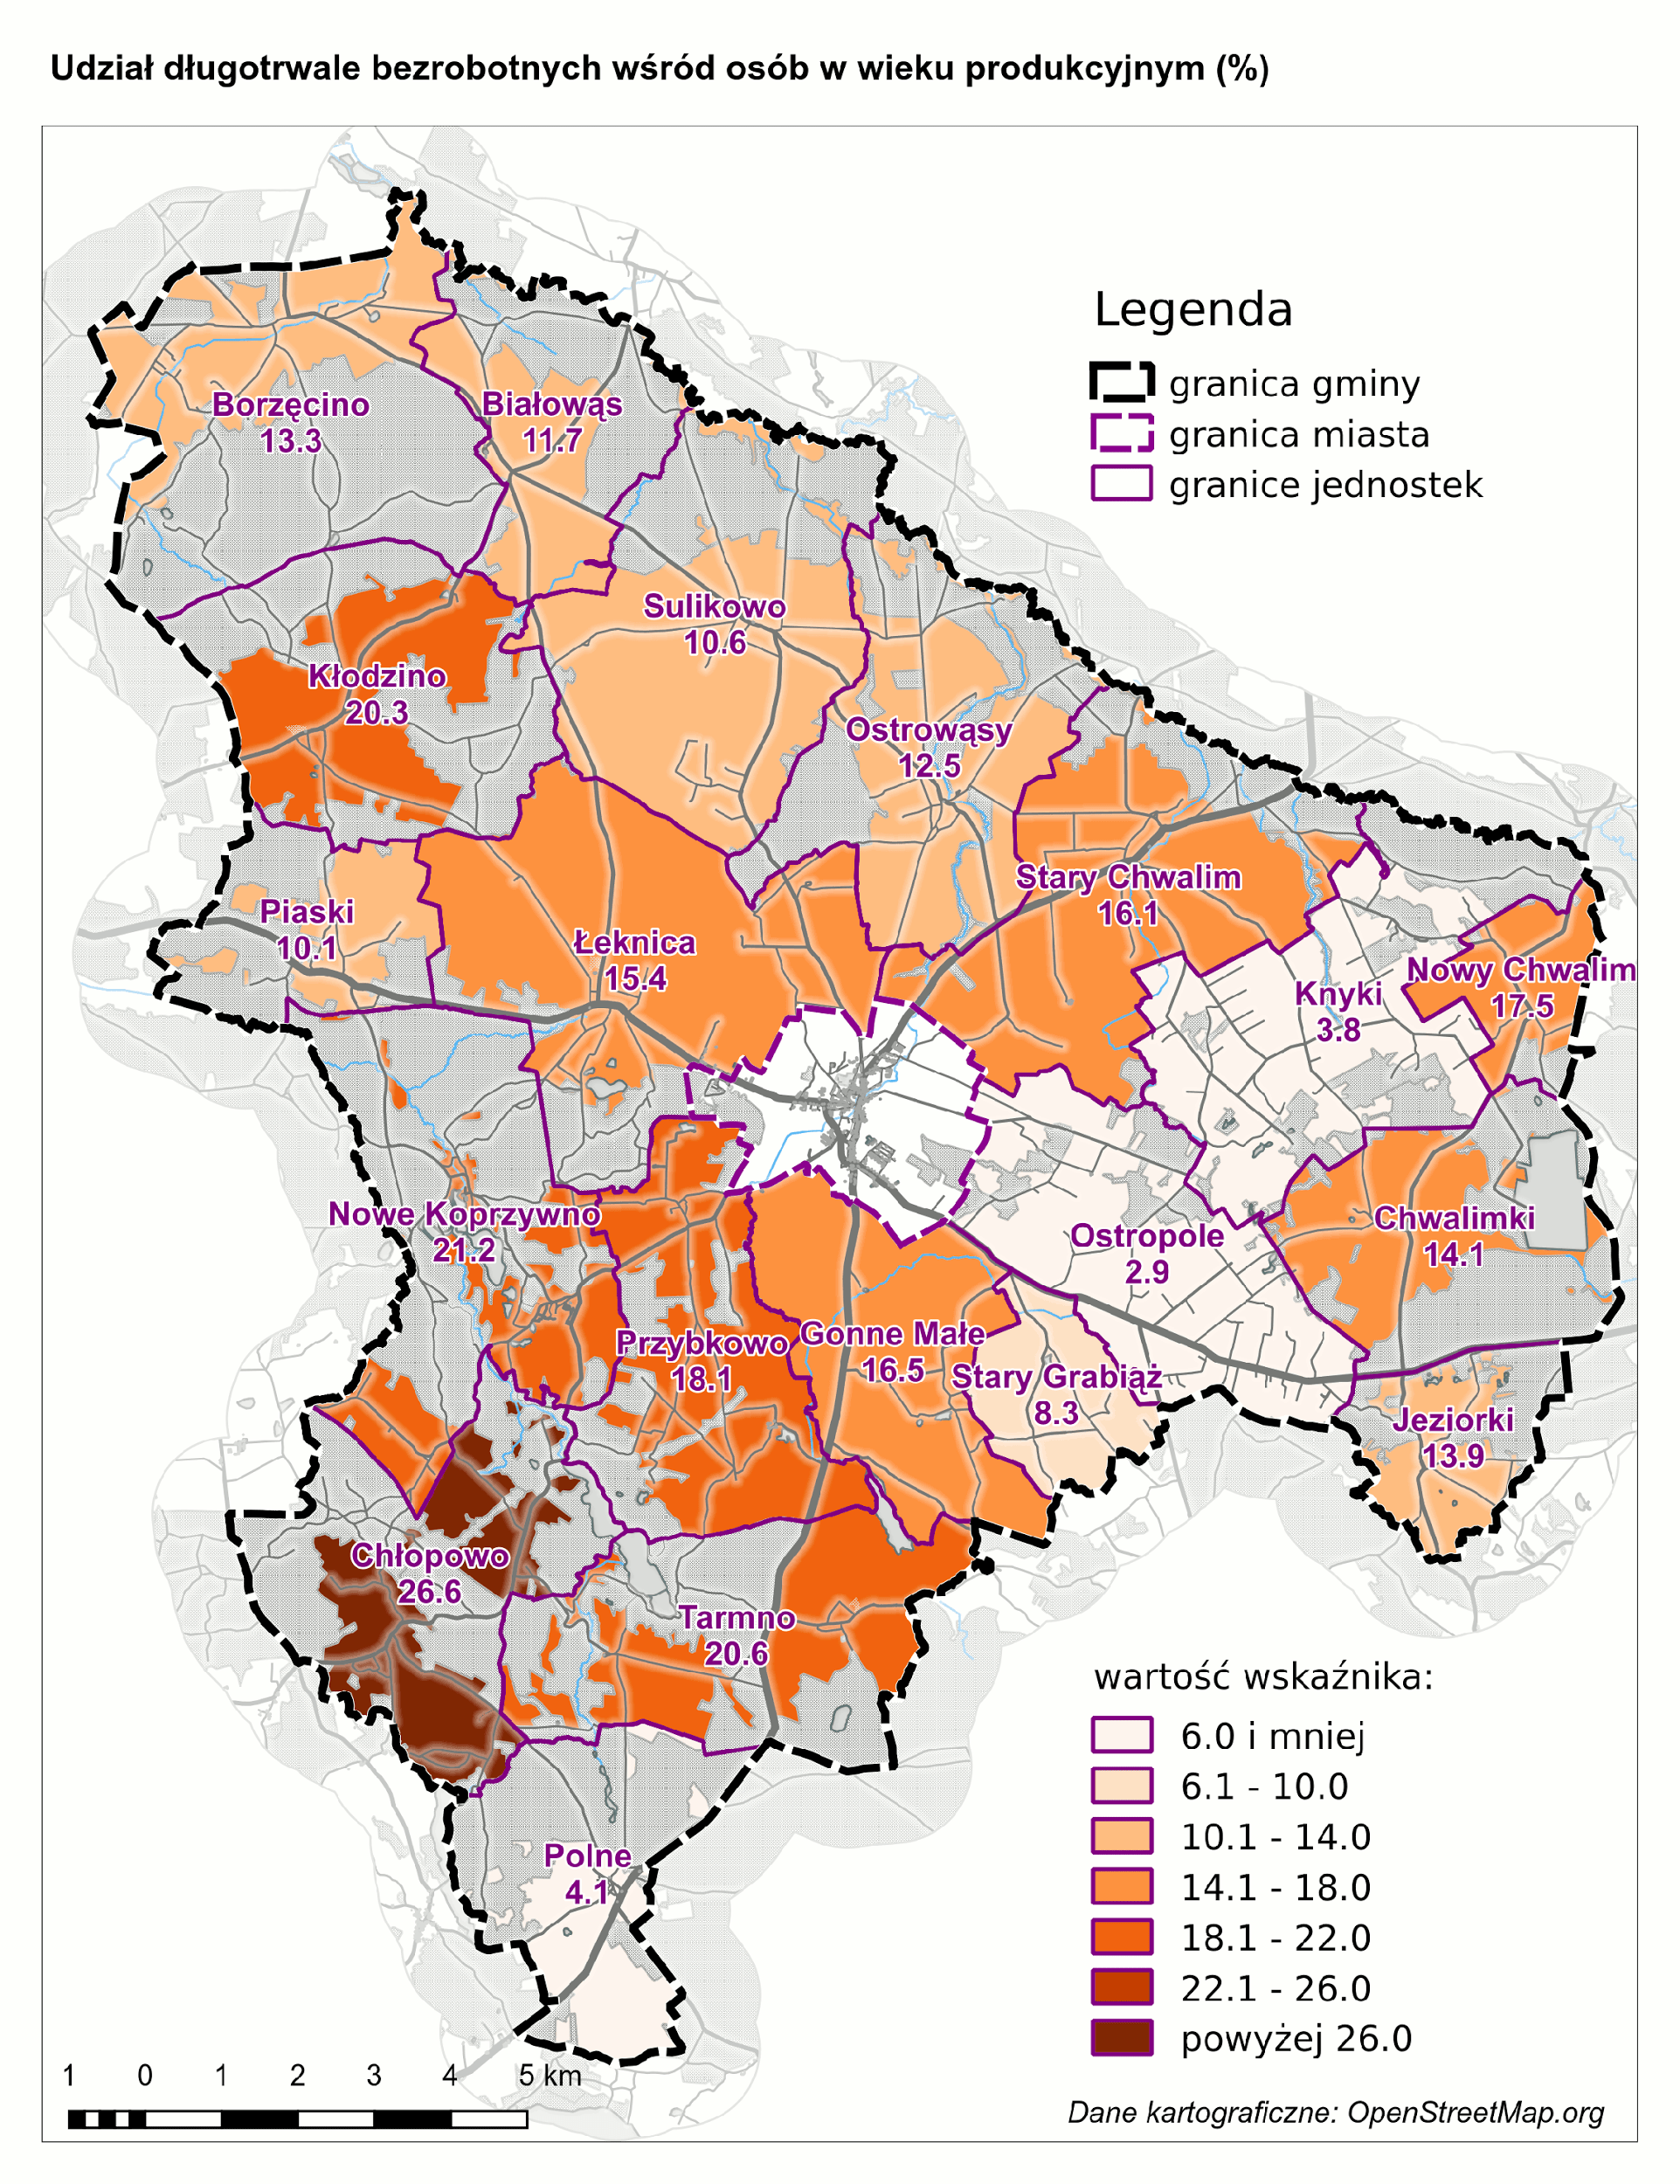 Udział długotrwale bezrobotnych wśród osób w wieku produkcyjnym (%)
Legenda
granica gminy
granica miasta
granice jednostek
Borzęcino
13.3
Białowąs
11.7
Sulikowo
10.6
Kłodzino
20.3
Ostrowąsy
12.5
Stary Chwalim
16.1
Piaski
10.1
Łeknica
15.4
Nowy Chwalim
17.5
Knyki
3.8
Nowe Koprzywno
21.2
Ostropole
2.9
Chwalimki
14.1
Przybkowo
18.1
Gonne Małe
16.5
Stary Grabiąż
8.3
Jeziorki
13.9
Chłopowo
26.6
Tarmno
20.6
Polne
4.1
wartość wskaźnika:
6.0 i mniej
6.1 - 10.0
10.1 - 14.0
14.1 - 18.0
18.1 - 22.0
22.1 - 26.0
powyżej 26.0
1 0 1 2 3 4 5 km
Dane kartograficzne: OpenStreetMap.org